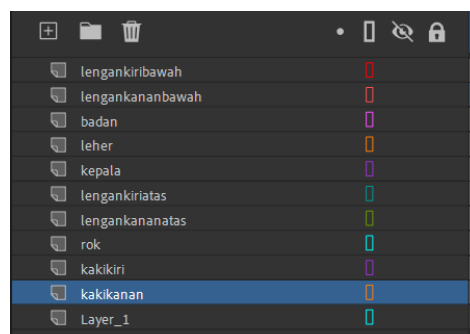 lengankiribawah
lengankananbawah
badan
leher
kepala
lengankiriatas
lengankananatas
rok
kakikiri
kakikanan
Layer_1